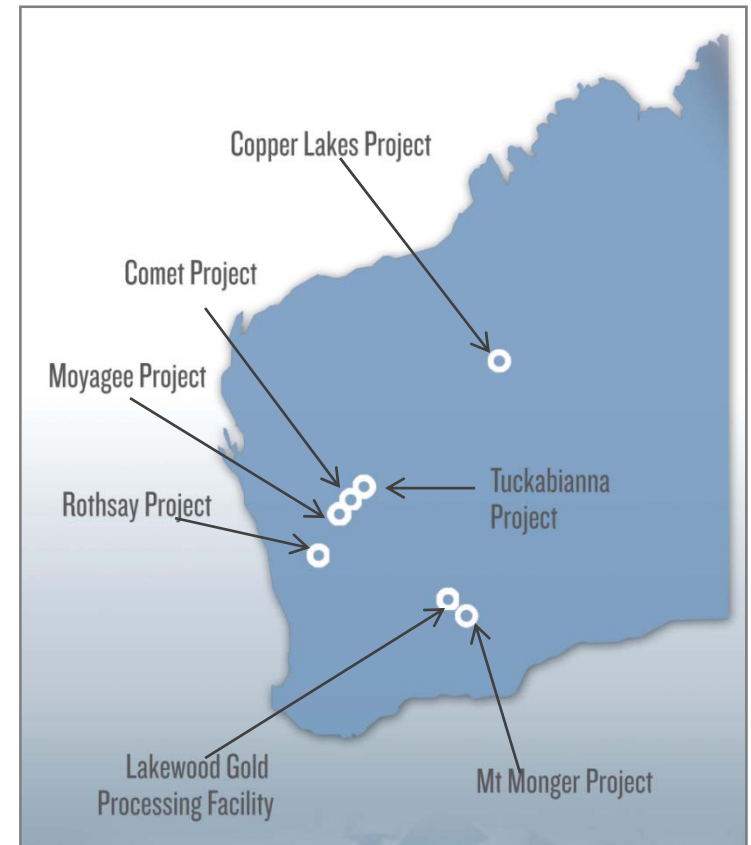 Copper Lakes Project
Comet Project
Moyagee Project
Tuckabianna
Project
Rothsay Project
Lakewood Gold
Processing Facility
Mt Monger Project